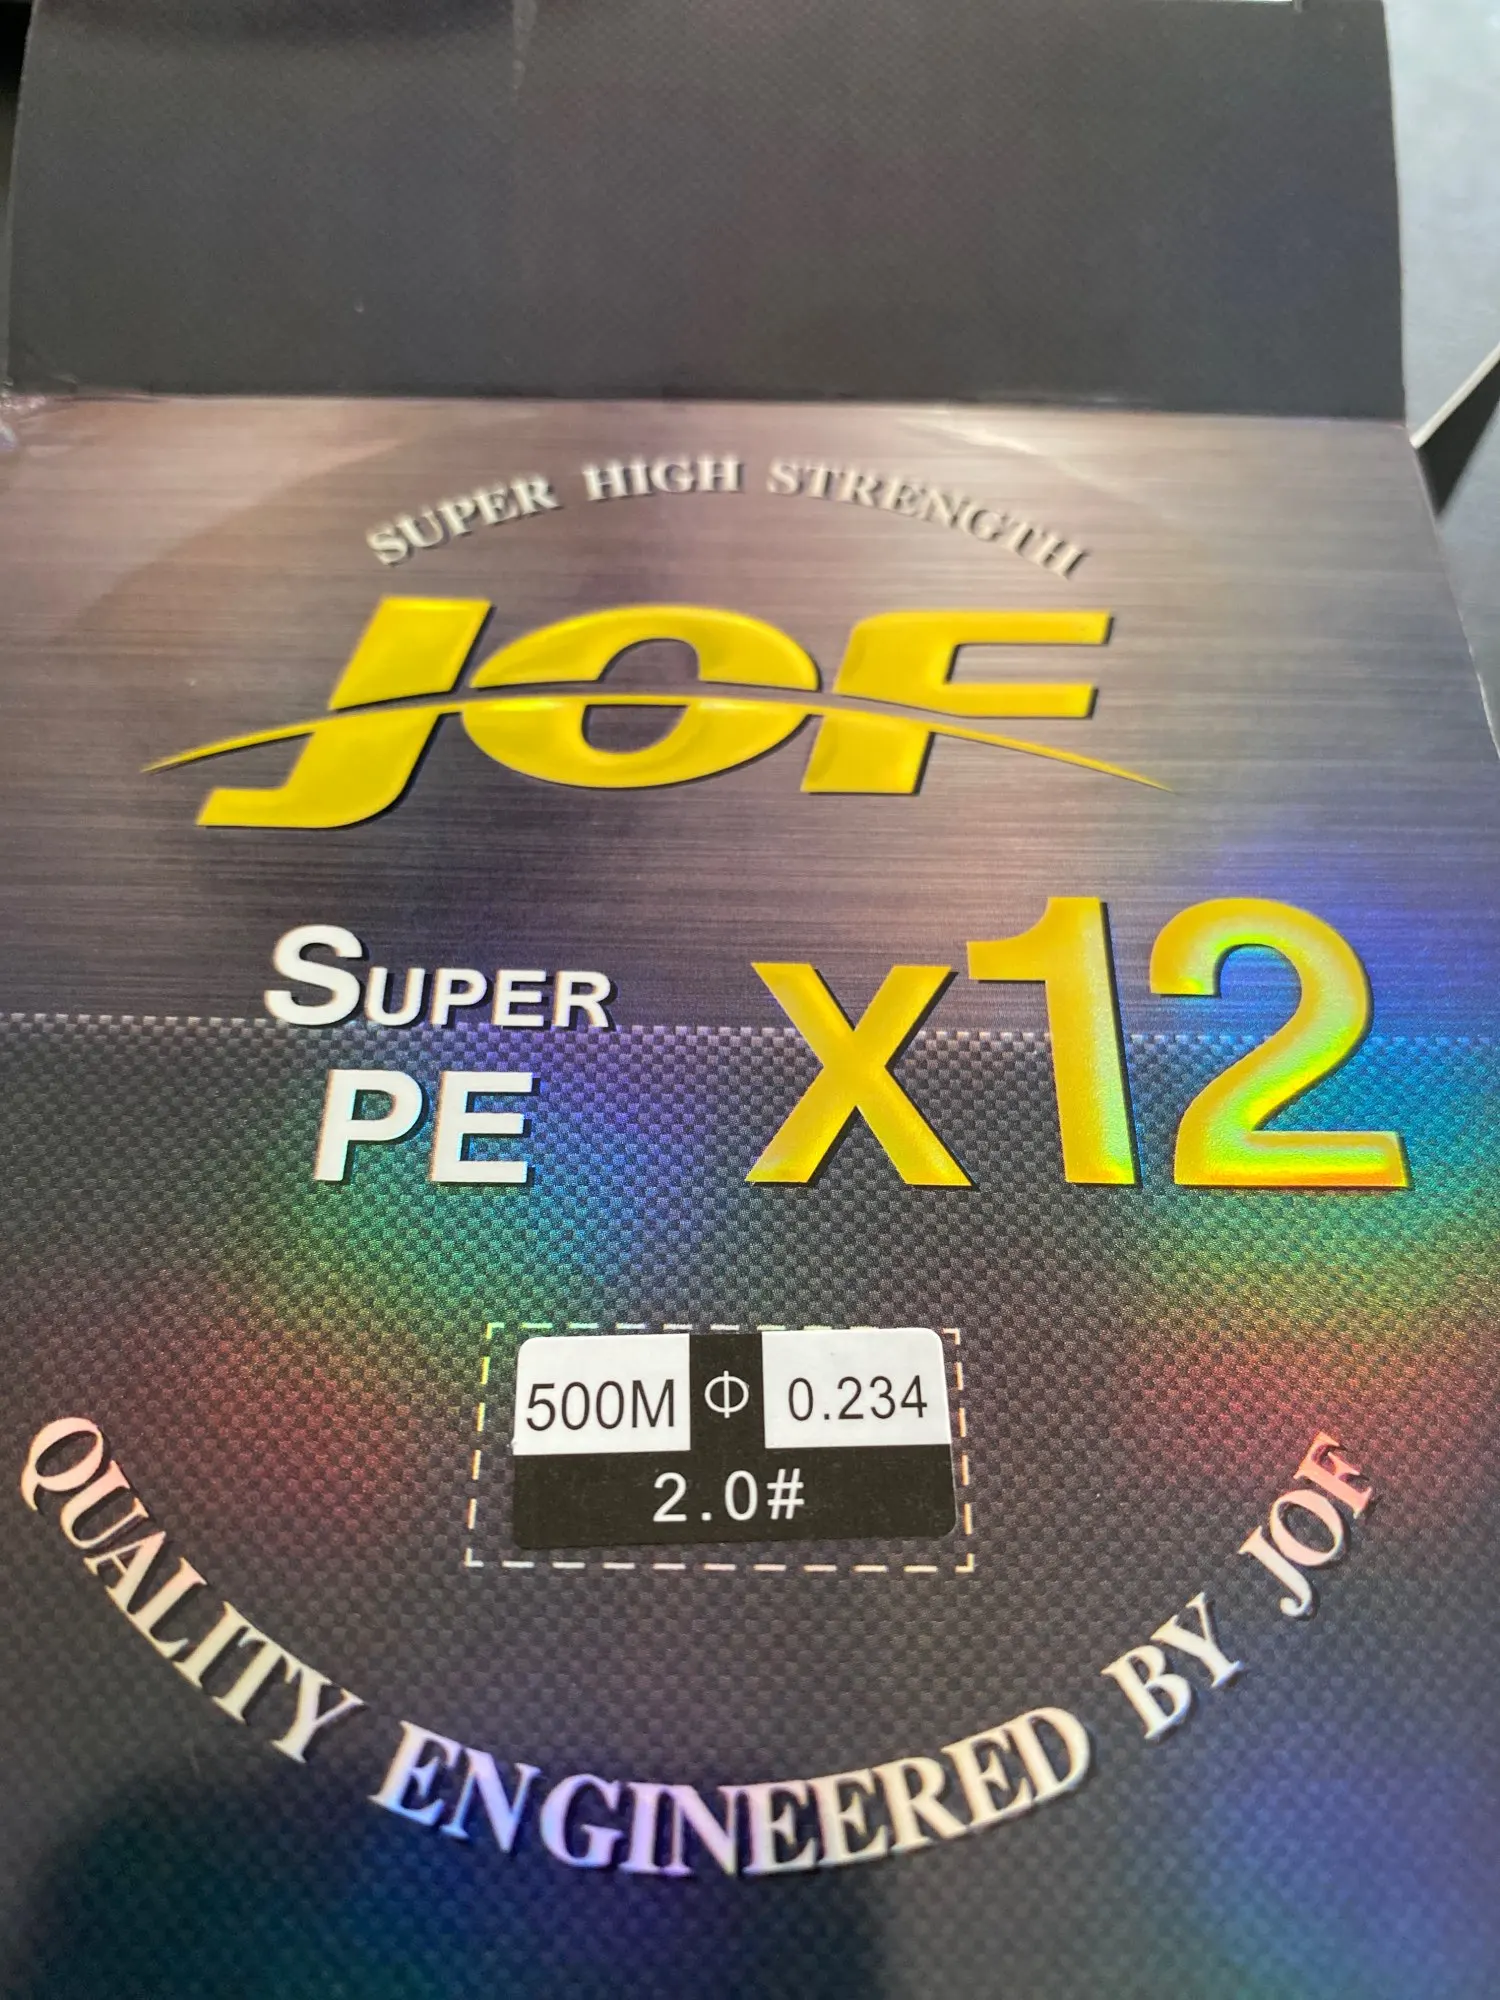 SUPER HIGH STRENGTH
JOF
SUPER
PE
x12
500M Φ 0.234
2.0#
QUALITY ENGINEERED BY JOF